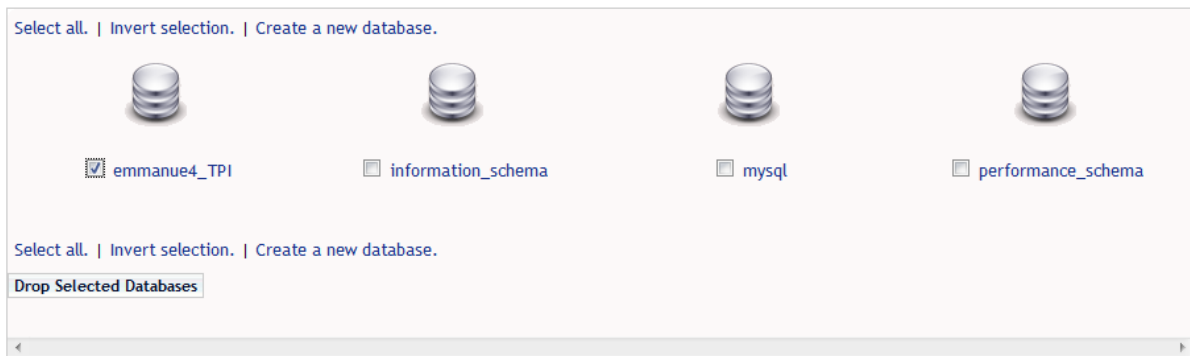 Select all. | Invert selection. | Create a new database.
emmanue4_TPI information_schema mysql performance_schema
Select all. | Invert selection. | Create a new database.
Drop Selected Databases